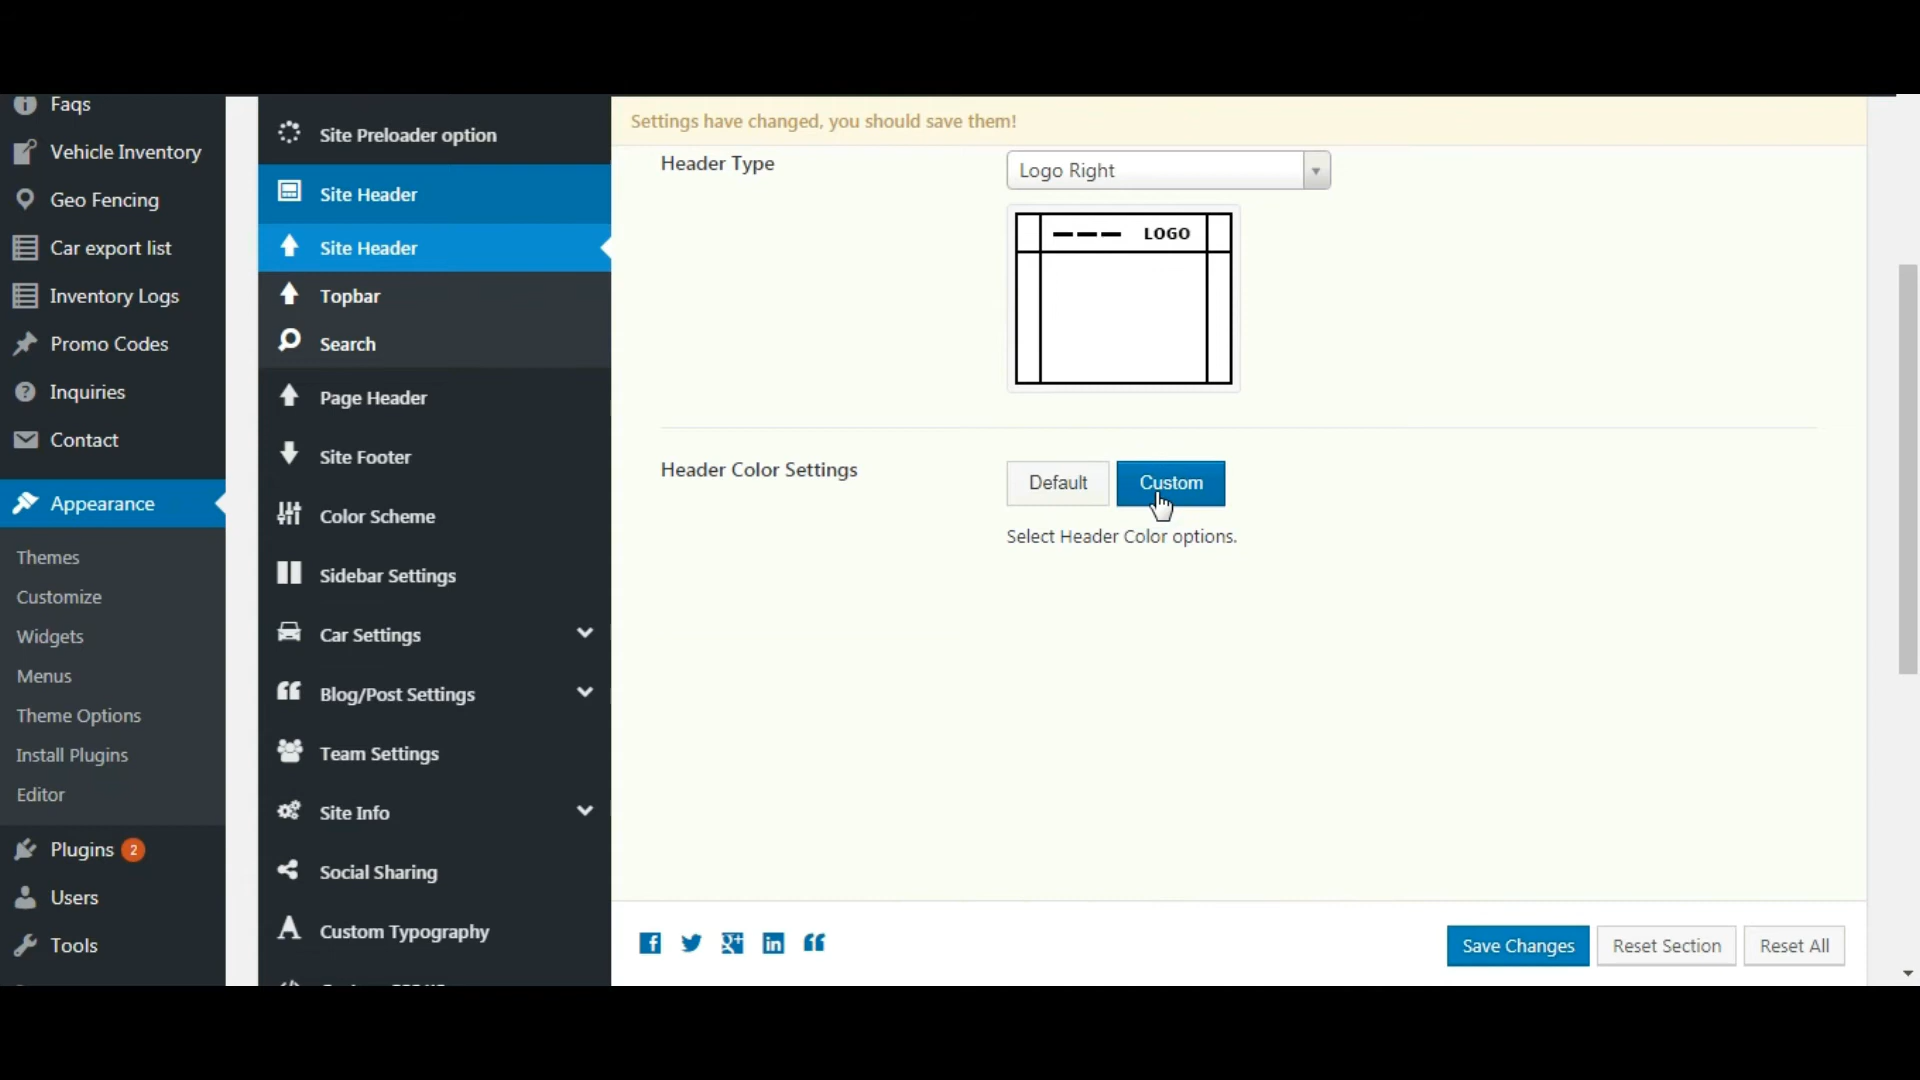 Faqs
Vehicle Inventory
Geo Fencing
Car export list
Inventory Logs
Promo Codes
Inquiries
Contact
Appearance
Themes
Customize
Widgets
Menus
Theme Options
Install Plugins
Editor
Plugins 2
Users
Tools
Site Preloader option
Site Header
Site Header
Topbar
Search
Page Header
Site Footer
Color Scheme
Sidebar Settings
Car Settings
Blog/Post Settings
Team Settings
Site Info
Social Sharing
Custom Typography
Settings have changed, you should save them!
Header Type
Logo Right
LOGO
Header Color Settings
Default Custom
Select Header Color options.
Save Changes Reset Section Reset All